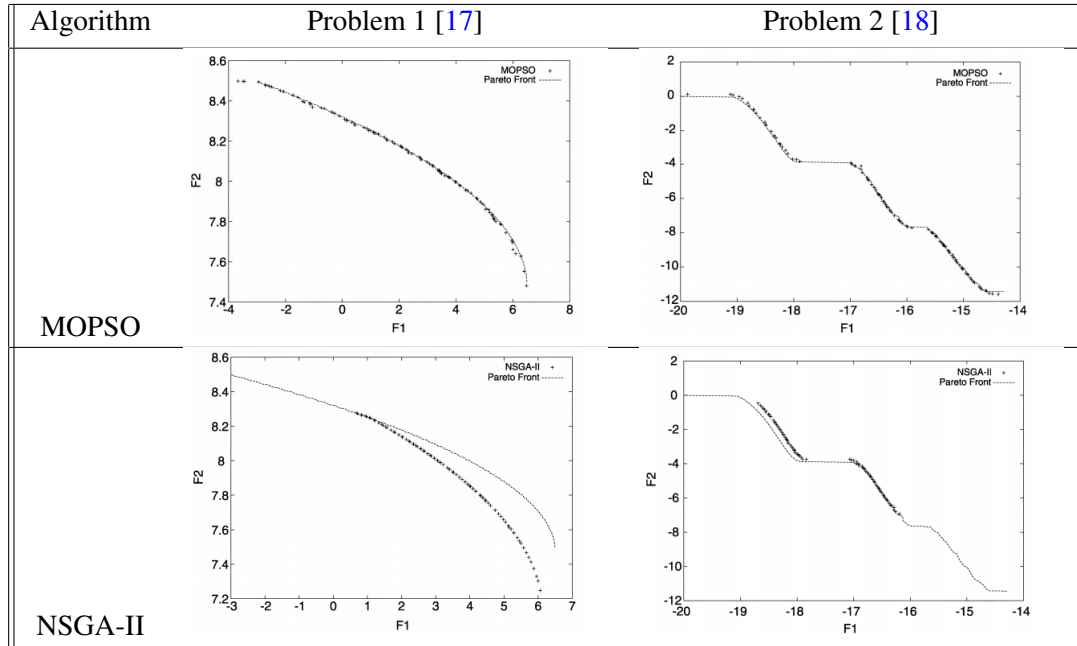 Algorithm Problem 1 [17] Problem 2 [18]
MOPSO
8.6
8.4
8.2
8
7.8
7.6
7.4
F2
-4 -2 0 2 4 6 8
F1
MOPSO
Pareto Front
2
0
-2
-4
-6
-8
-10
-12
F2
-20 -19 -18 -17 -16 -15 -14
F1
MOPSO
Pareto Front
NSGA-II
8.6
8.4
8.2
8
7.8
7.6
7.4
7.2
F2
-3 -2 -1 0 1 2 3 4 5 6 7
F1
NSGA-II
Pareto Front
2
0
-2
-4
-6
-8
-10
-12
F2
-20 -19 -18 -17 -16 -15 -14
F1
NSGA-II
Pareto Front